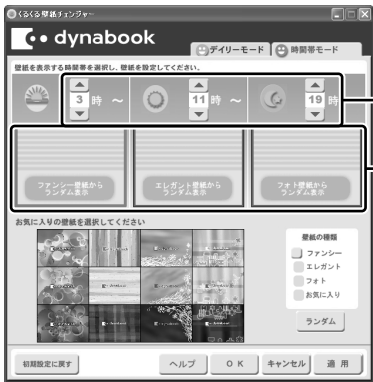 くるくる壁紙チェンジャー
dynabook
デイリーモード 時間帯モード
壁紙を表示する時間帯を選択し、壁紙を設定してください。
3 時 ～ 11 時 ～ 19 時
ファンシー壁紙から
ランダム表示
エレガント壁紙から
ランダム表示
フォト壁紙から
ランダム表示
お気に入りの壁紙を選択してください
壁紙の種類
ファンシー
エレガント
フォト
お気に入り
ランダム
初期設定に戻す ヘルプ OK キャンセル 適用